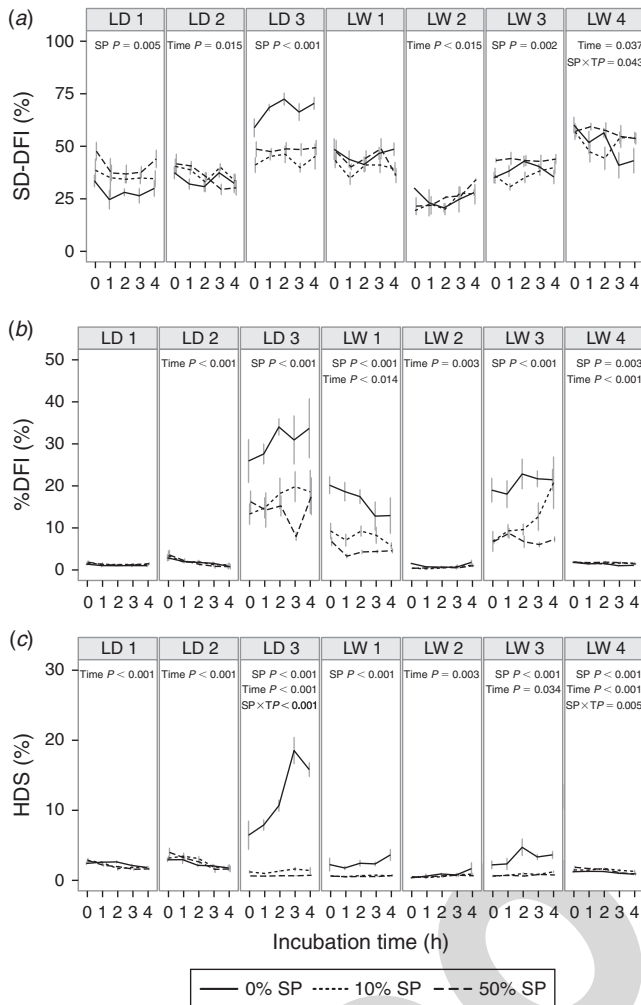 (a)
LD 1 LD 2 LD 3 LW 1 LW 2 LW 3 LW 4
SP P = 0.005 Time P = 0.015 SP P < 0.001 Time P < 0.015 SP P = 0.002 Time = 0.037
SP×TP = 0.043
SD-DFI (%)
100
75
50
25
0
0 1 2 3 4 0 1 2 3 4 0 1 2 3 4 0 1 2 3 4 0 1 2 3 4 0 1 2 3 4 0 1 2 3 4
(b)
LD 1 LD 2 LD 3 LW 1 LW 2 LW 3 LW 4
Time P < 0.001 SP P < 0.001 SP P < 0.001 Time P = 0.003 SP P < 0.001 SP P = 0.003
Time P < 0.014 Time P < 0.001
%DFI (%)
50
40
30
20
10
0
0 1 2 3 4 0 1 2 3 4 0 1 2 3 4 0 1 2 3 4 0 1 2 3 4 0 1 2 3 4 0 1 2 3 4
(c)
LD 1 LD 2 LD 3 LW 1 LW 2 LW 3 LW 4
Time P < 0.001 Time P < 0.001 SP P < 0.001 SP P < 0.001 Time P = 0.003 SP P < 0.001 SP P < 0.001
Time P < 0.001 Time P = 0.034 Time P < 0.001
SP×TP < 0.001 SP×TP = 0.005
HDS (%)
30
20
10
0
0 1 2 3 4 0 1 2 3 4 0 1 2 3 4 0 1 2 3 4 0 1 2 3 4 0 1 2 3 4 0 1 2 3 4
Incubation time (h)
0% SP 10% SP 50% SP